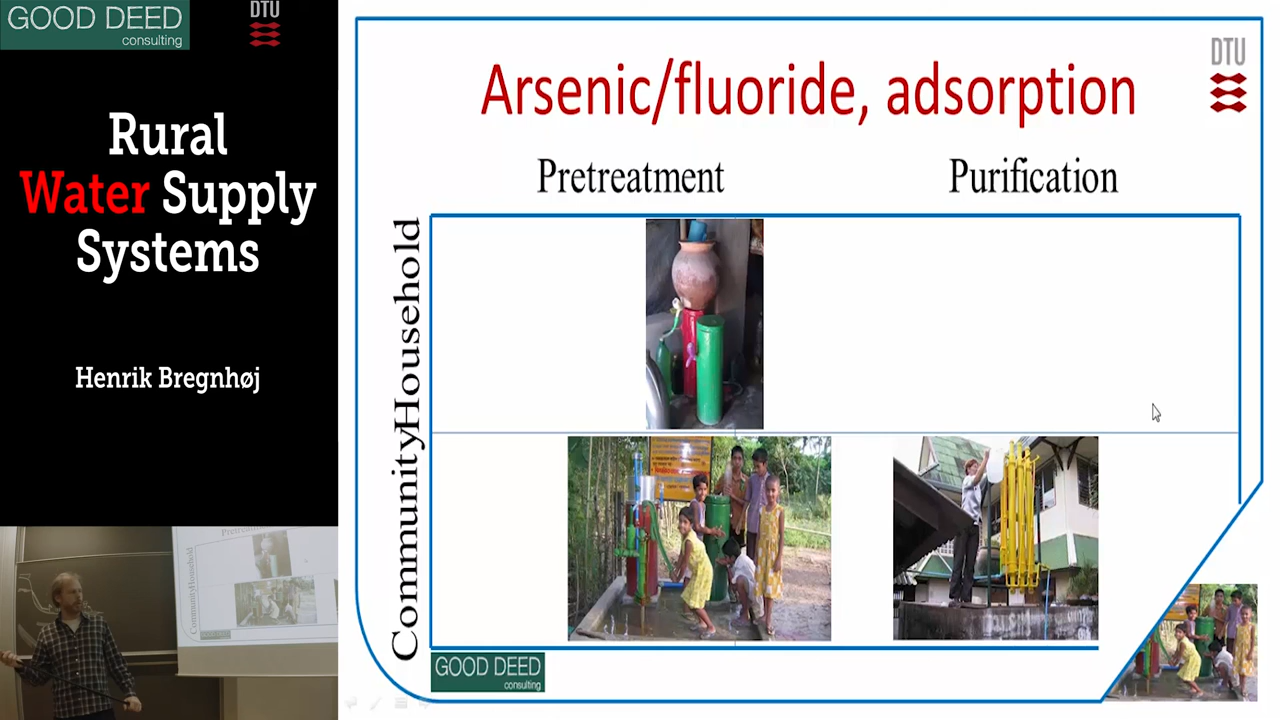 GOOD DEED
consulting
DTU
Rural
Water Supply
Systems
Henrik Bregnhøj
Arsenic/fluoride, adsorption
DTU
Pretreatment
Purification
Household
Community
GOOD DEED
consulting